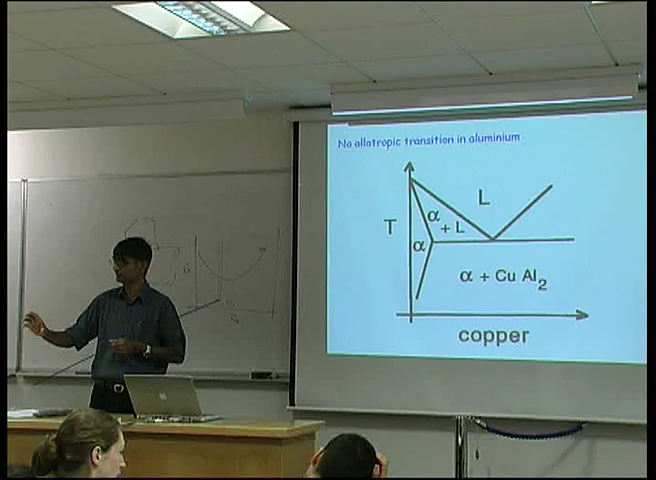 No allotropic transition in aluminium
T
L
α
+ L
α
α + Cu Al₂
copper